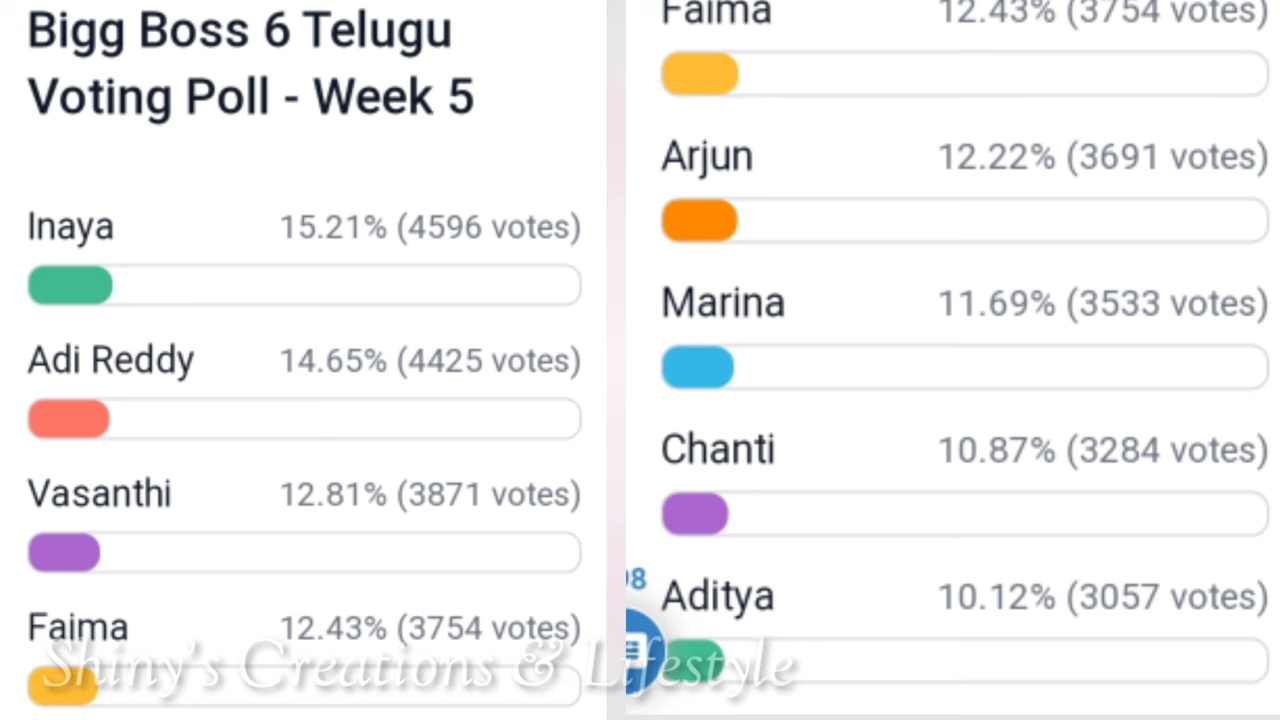 Bigg Boss 6 Telugu
Voting Poll - Week 5
Inaya 15.21% (4596 votes)
Adi Reddy 14.65% (4425 votes)
Vasanthi 12.81% (3871 votes)
Faima 12.43% (3754 votes)
Faima 12.43% (3754 votes)
Arjun 12.22% (3691 votes)
Marina 11.69% (3533 votes)
Chanti 10.87% (3284 votes)
Aditya 10.12% (3057 votes)
Shiny's Creations & Lifestyle